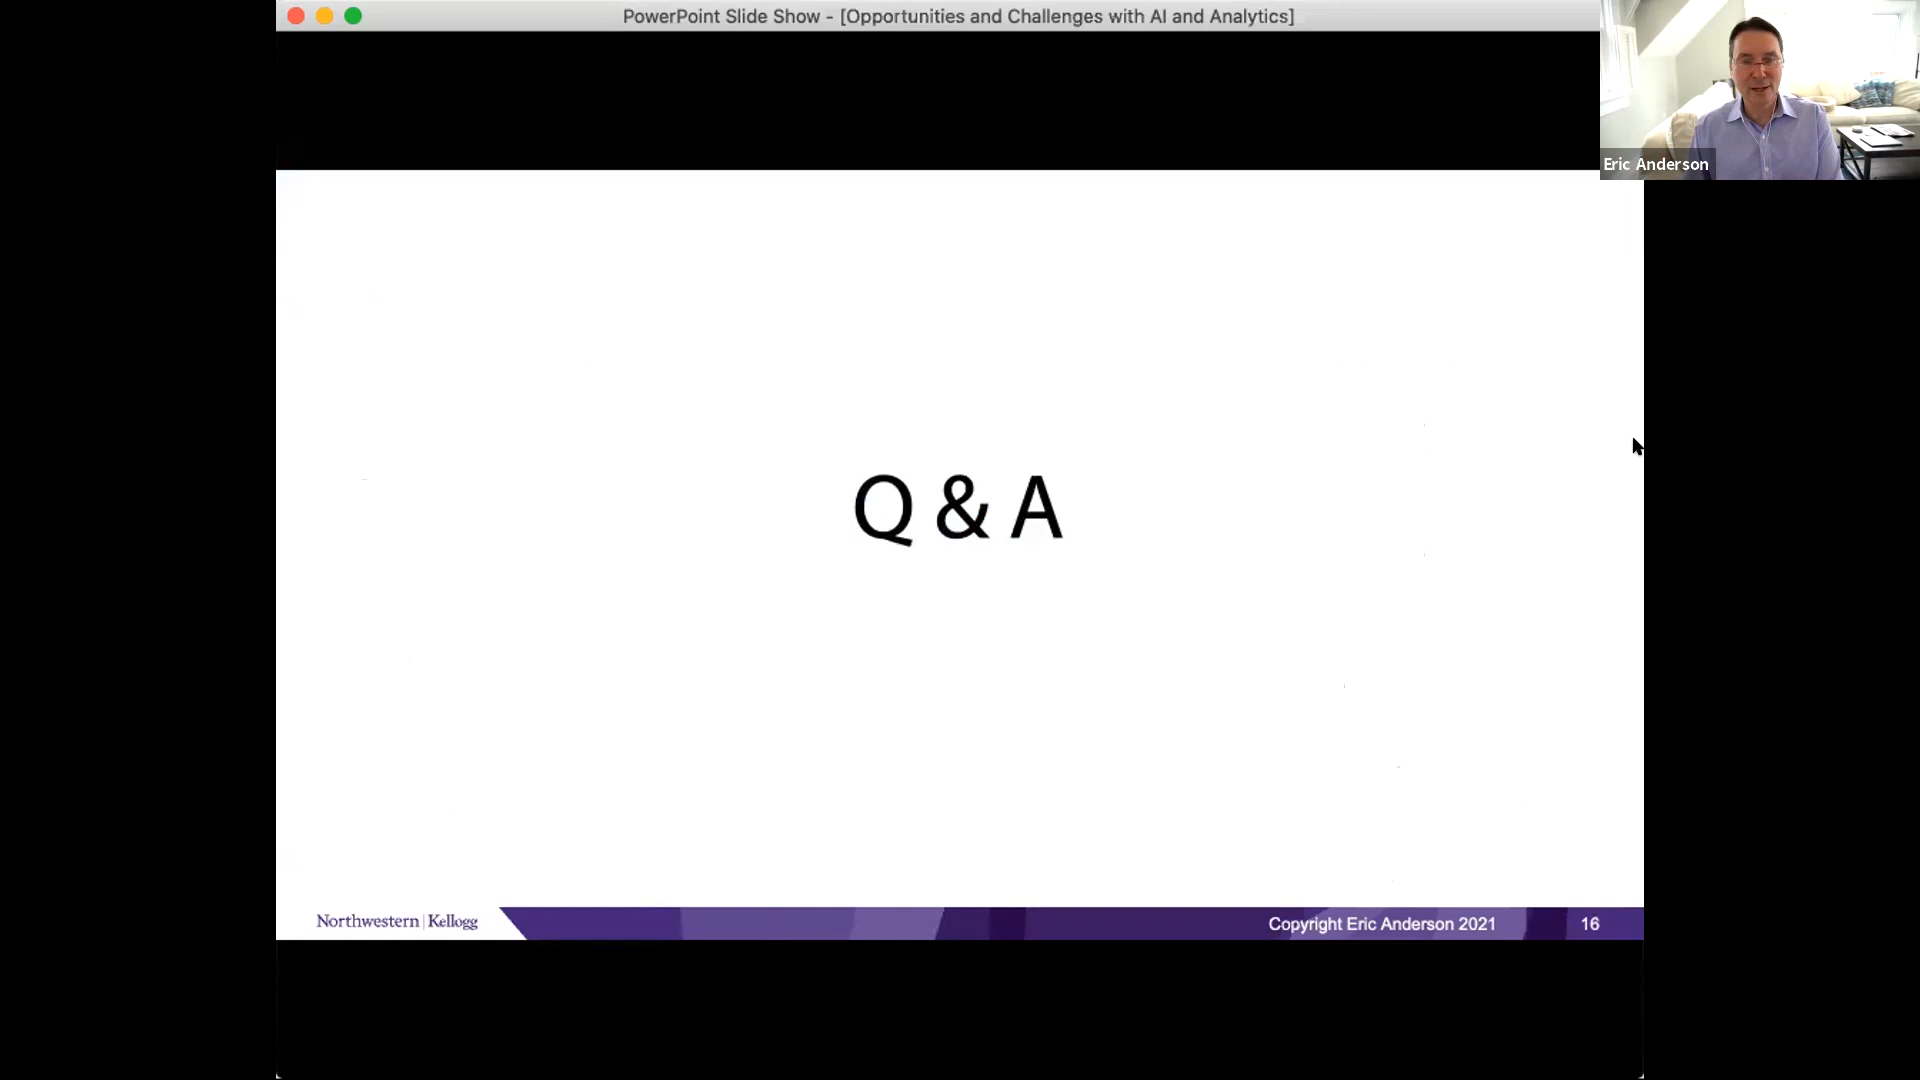 PowerPoint Slide Show - [Opportunities and Challenges with AI and Analytics]
Eric Anderson
Q & A
Northwestern | Kellogg
Copyright Eric Anderson 2021
16